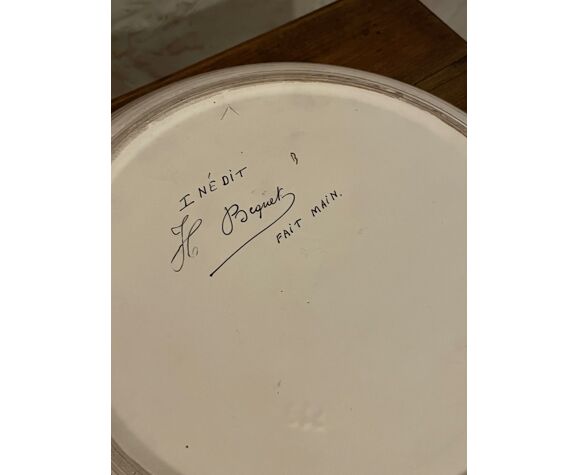 INÉDIT
B
H. Bequet
FAIT MAIN.